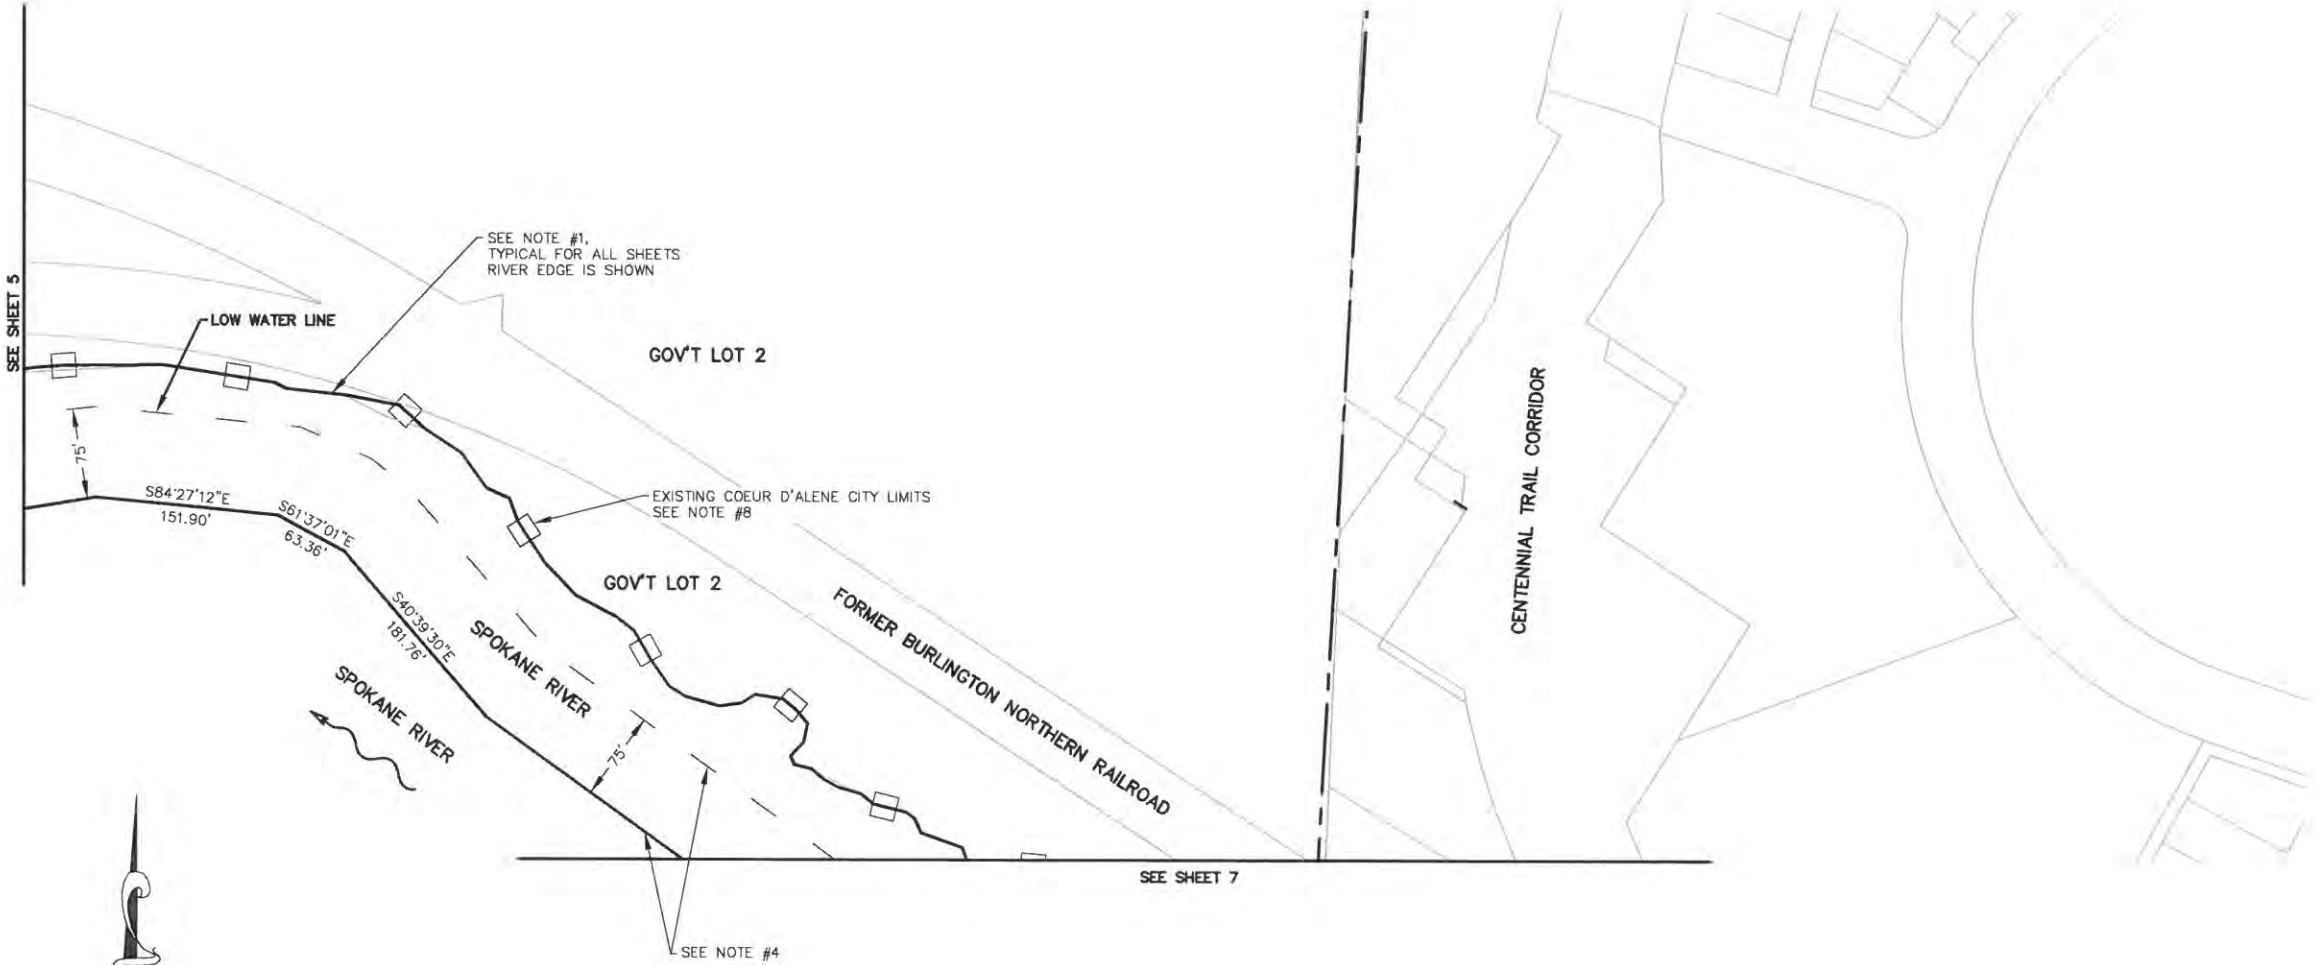 SEE NOTE #1,
TYPICAL FOR ALL SHEETS
RIVER EDGE IS SHOWN
SEE SHEET 5
LOW WATER LINE
GOV'T LOT 2
CENTENNIAL TRAIL CORRIDOR
75'
S84°27'12"E
151.90'
S61°37'01"E
63.36'
EXISTING COEUR D'ALENE CITY LIMITS
SEE NOTE #8
GOV'T LOT 2
S40°39'30"E
181.76'
SPOKANE RIVER
SPOKANE RIVER
FORMER BURLINGTON NORTHERN RAILROAD
75'
SEE SHEET 7
SEE NOTE #4